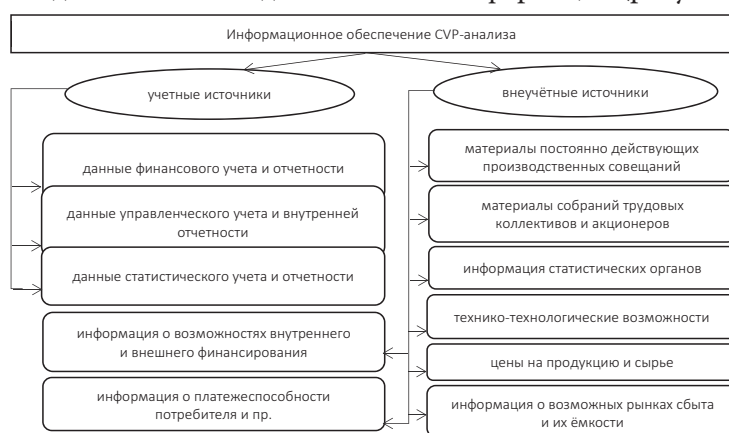 Информационное обеспечение CVP-анализа
учетные источники
внеучётные источники
данные финансового учета и отчетности
данные управленческого учета и внутренней
отчетности
данные статистического учета и отчетности
информация о возможностях внутреннего
и внешнего финансирования
информация о платежеспособности
потребителя и пр.
материалы постоянно действующих
производственных совещаний
материалы собраний трудовых
коллективов и акционеров
информация статистических органов
технико-технологические возможности
цены на продукцию и сырье
информация о возможных рынках сбыта
и их ёмкости